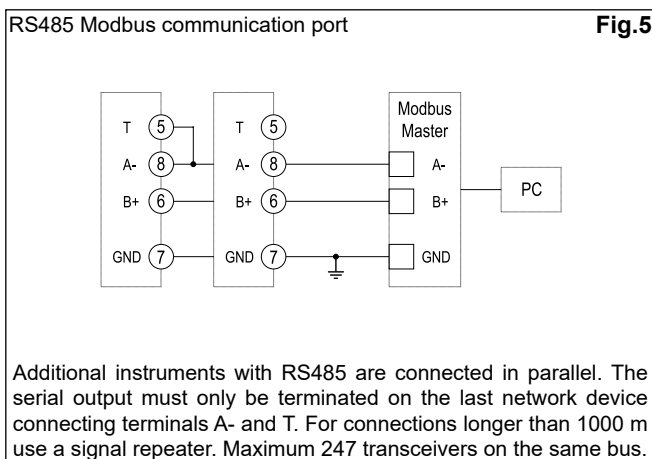 RS485 Modbus communication port Fig.5
Modbus
Master
T 5 T 5
A- 8 A- 8 A-
B+ 6 B+ 6 B+
PC
GND 7 GND 7 GND
Additional instruments with RS485 are connected in parallel. The
serial output must only be terminated on the last network device
connecting terminals A- and T. For connections longer than 1000 m
use a signal repeater. Maximum 247 transceivers on the same bus.